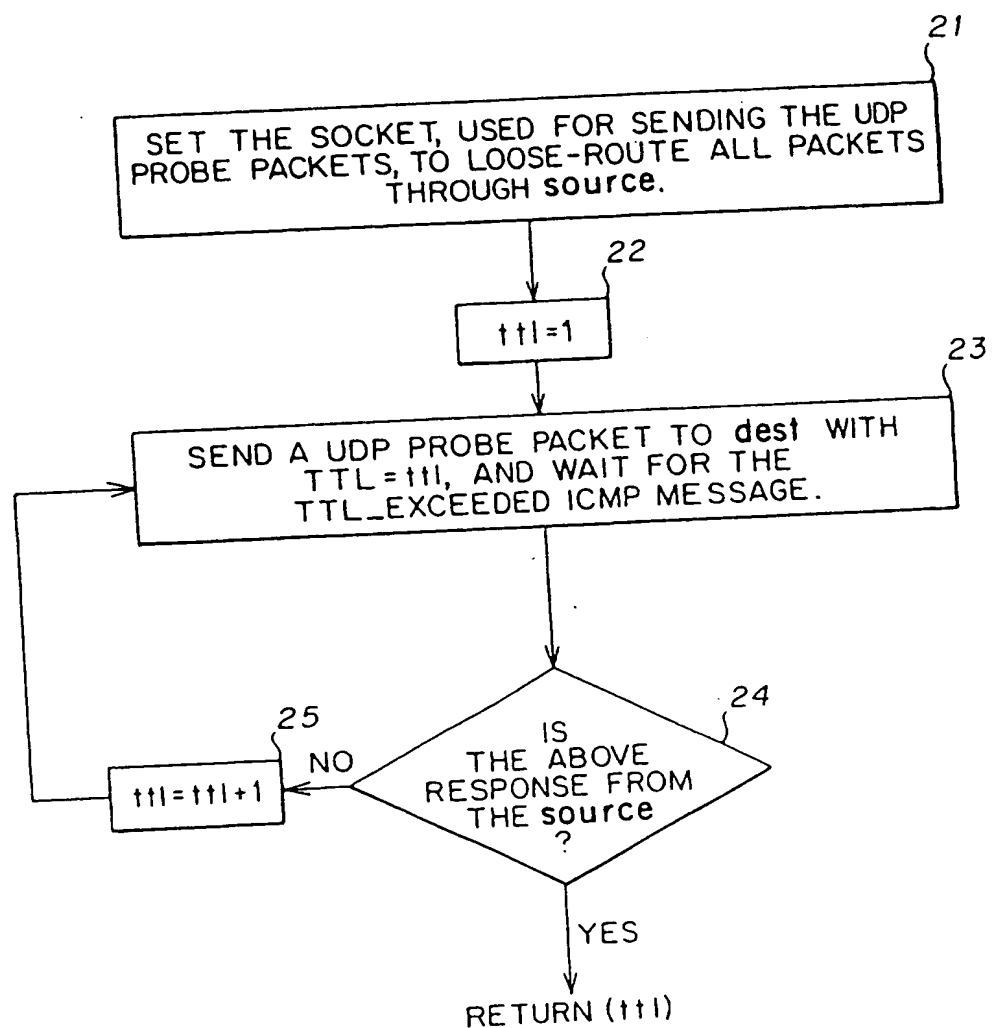 21
SET THE SOCKET, USED FOR SENDING THE UDP
PROBE PACKETS, TO LOOSE-ROUTE ALL PACKETS
THROUGH source.
22
ttl=1
23
SEND A UDP PROBE PACKET TO dest WITH
TTL=ttl, AND WAIT FOR THE
TTL_EXCEEDED ICMP MESSAGE.
24
IS
THE ABOVE
RESPONSE FROM
THE source
?
25
NO
ttl=ttl+1
YES
RETURN (ttl)